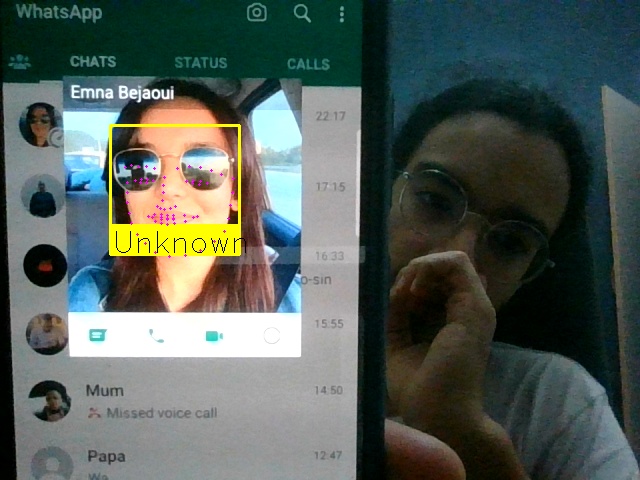 WhatsApp
CHATS STATUS CALLS
Emna Bejaoui
22:17
17:15
Unknown
16:33
o-sin
15:55
Mum
14:50
Missed voice call
Papa
12:47